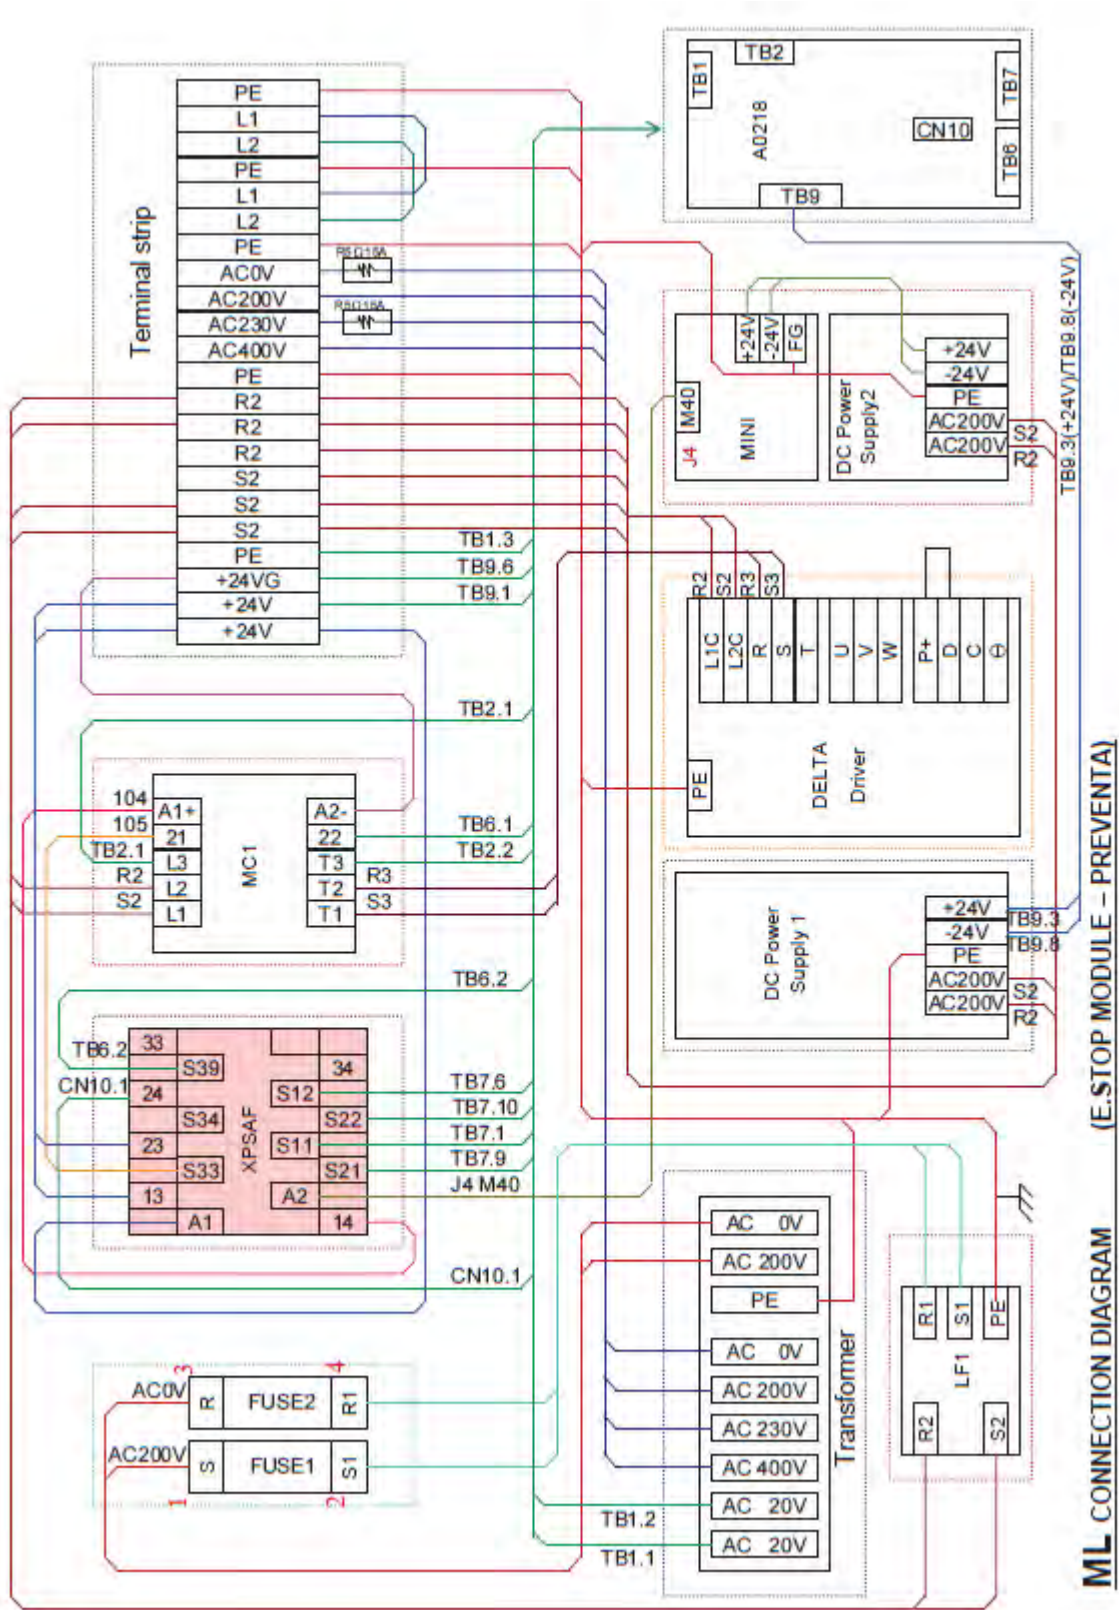 Terminal strip
PE
L1
L2
PE
L1
L2
PE
AC0V
AC200V
AC230V
AC400V
PE
R2
R2
R2
S2
S2
S2
PE
+24VG
+24V
+24V
TB1.3
TB9.6
TB9.1
TB2.1
TB1
TB2
A0218
CN10
TB7
TB6
TB9
TB9.3(+24V)/TB9.8(-24V)
J4
M40
MINI
+24V
-24V
FG
DC Power
Supply2
+24V
-24V
PE
AC200V
AC200V
S2
R2
R2
S2
R3
S3
L1C
L2C
R
S
T
U
V
W
P+
D
C
PE
DELTA
Driver
104
105
TB2.1
R2
S2
A1+
21
L3
L2
L1
MC1
A2-
22
T3
T2
T1
TB6.1
TB2.2
R3
S3
DC Power
Supply 1
+24V
-24V
PE
AC200V
AC200V
TB9.3
TB9.8
S2
R2
TB6.2
TB6.2
CN10.1
33
S39
24
S34
23
S33
13
A1
XPSAF
34
S12
S22
S11
S21
A2
14
TB7.6
TB7.10
TB7.1
TB7.9
J4 M40
CN10.1
AC0V
AC200V
3
4
R
FUSE2
R1
S
FUSE1
S1
1
2
AC 0V
AC 200V
PE
AC 0V
AC 200V
AC 230V
AC 400V
AC 20V
AC 20V
Transformer
TB1.2
TB1.1
R1
S1
PE
LF1
R2
S2
ML CONNECTION DIAGRAM (E.STOP MODULE – PREVENTA)